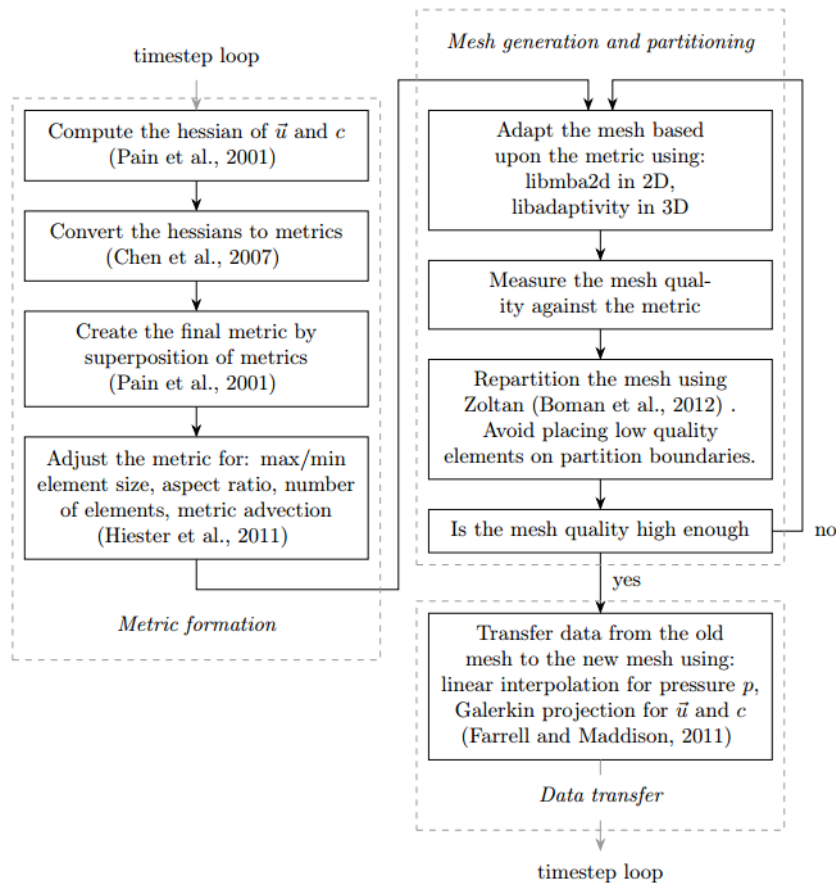 timestep loop
Compute the hessian of \vec{u} and c
(Pain et al., 2001)
Convert the hessians to metrics
(Chen et al., 2007)
Create the final metric by
superposition of metrics
(Pain et al., 2001)
Adjust the metric for: max/min
element size, aspect ratio, number
of elements, metric advection
(Hiester et al., 2011)
Metric formation
Mesh generation and partitioning
Adapt the mesh based
upon the metric using:
libmba2d in 2D,
libadaptivity in 3D
Measure the mesh qual-
ity against the metric
Repartition the mesh using
Zoltan (Boman et al., 2012) .
Avoid placing low quality
elements on partition boundaries.
Is the mesh quality high enough
no
yes
Transfer data from the old
mesh to the new mesh using:
linear interpolation for pressure p,
Galerkin projection for \vec{u} and c
(Farrell and Maddison, 2011)
Data transfer
timestep loop